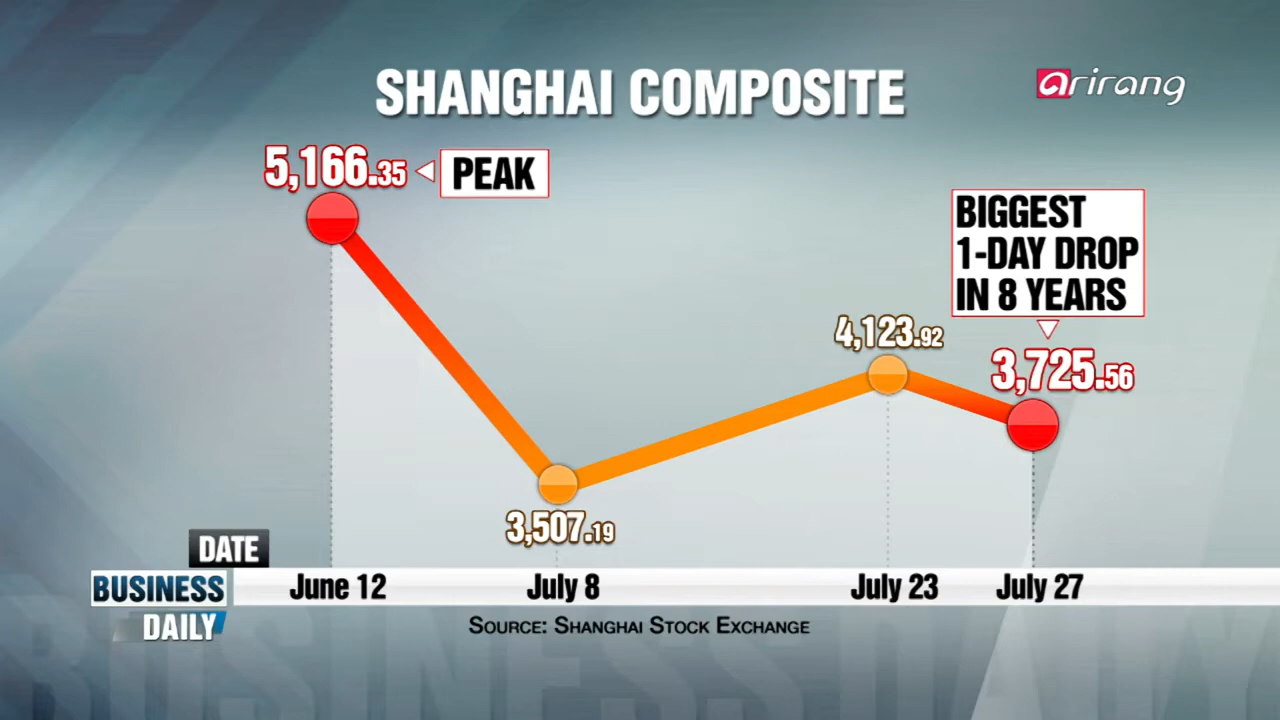 SHANGHAI COMPOSITE
arirang
5,166.35
PEAK
BIGGEST
1-DAY DROP
IN 8 YEARS
4,123.92
3,725.56
3,507.19
DATE
BUSINESS
DAILY
June 12
July 8
July 23
July 27
SOURCE: SHANGHAI STOCK EXCHANGE
BUSINESS DAILY